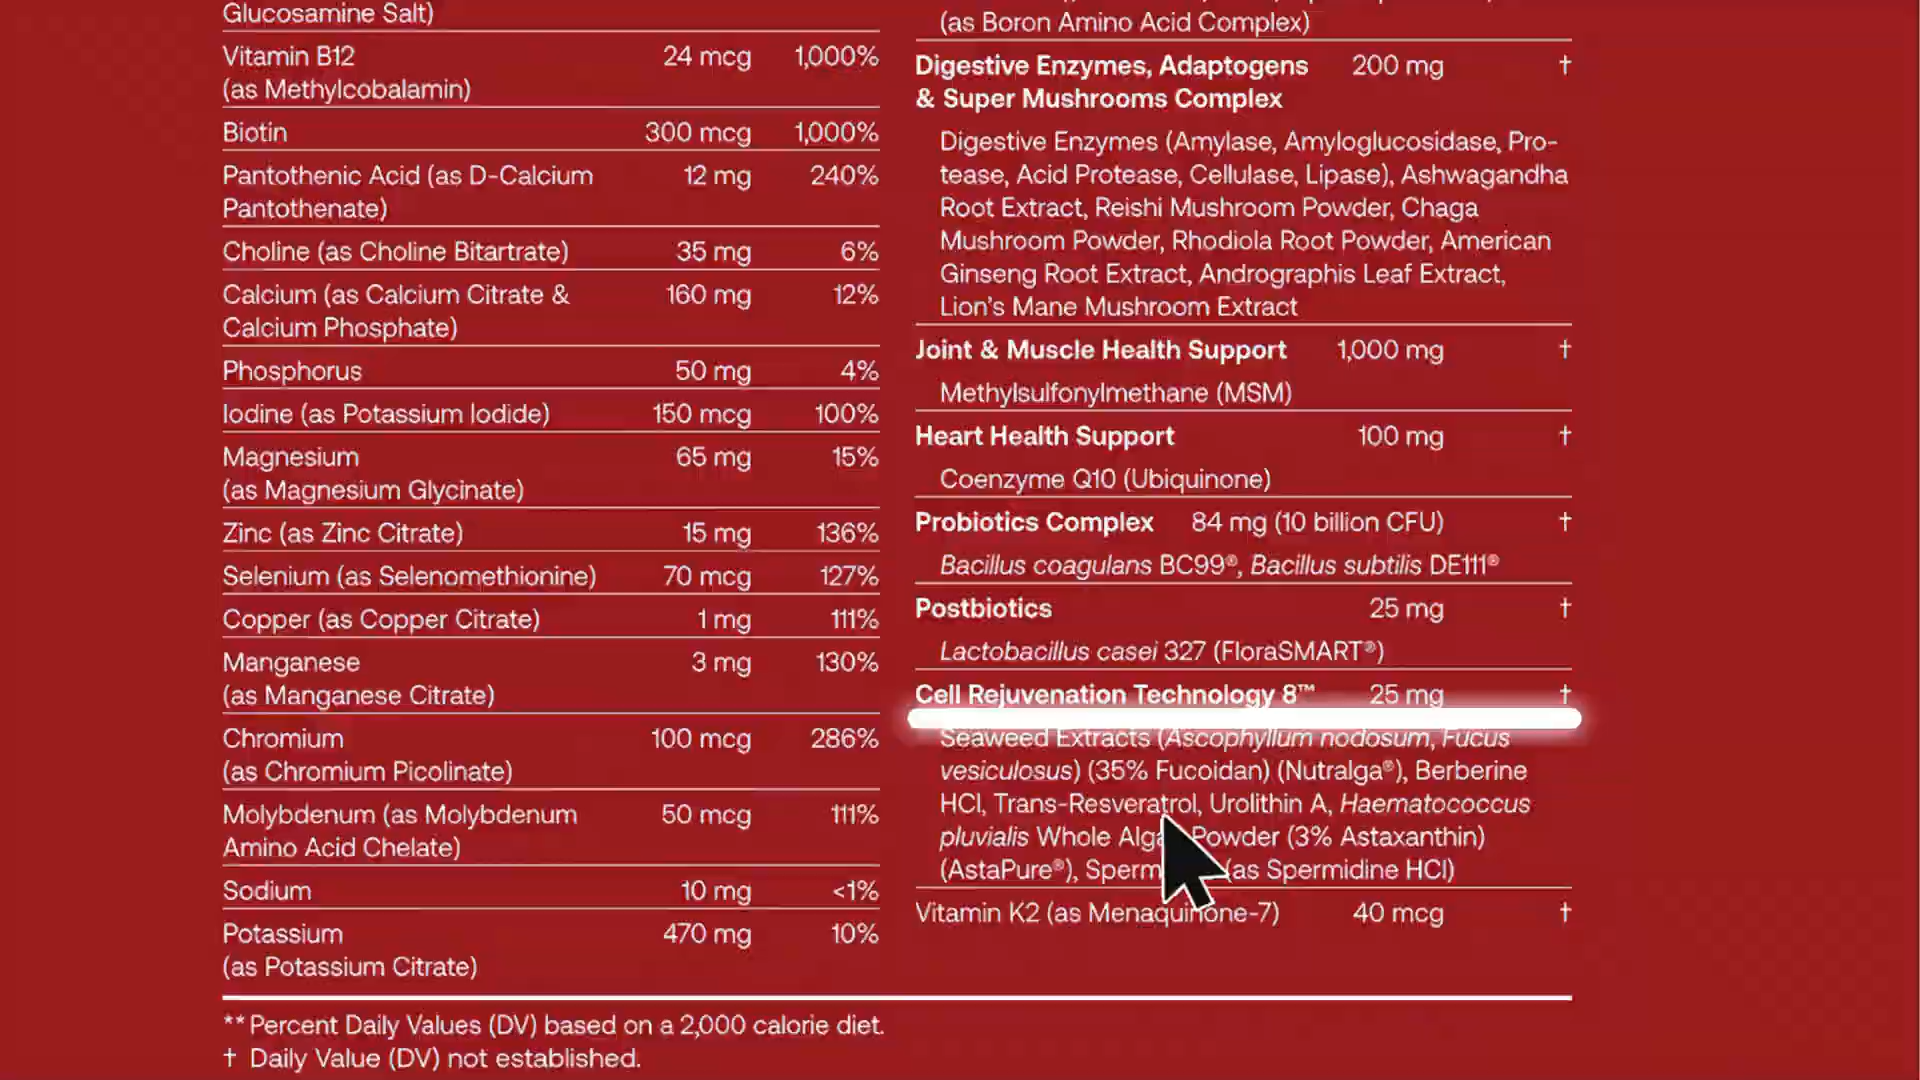 Glucosamine Salt)
Vitamin B12 24 mcg 1,000%
(as Methylcobalamin)
Biotin 300 mcg 1,000%
Pantothenic Acid (as D-Calcium 12 mg 240%
Pantothenate)
Choline (as Choline Bitartrate) 35 mg 6%
Calcium (as Calcium Citrate & 160 mg 12%
Calcium Phosphate)
Phosphorus 50 mg 4%
Iodine (as Potassium Iodide) 150 mcg 100%
Magnesium 65 mg 15%
(as Magnesium Glycinate)
Zinc (as Zinc Citrate) 15 mg 136%
Selenium (as Selenomethionine) 70 mcg 127%
Copper (as Copper Citrate) 1 mg 111%
Manganese 3 mg 130%
(as Manganese Citrate)
Chromium 100 mcg 286%
(as Chromium Picolinate)
Molybdenum (as Molybdenum 50 mcg 111%
Amino Acid Chelate)
Sodium 10 mg <1%
Potassium 470 mg 10%
(as Potassium Citrate)
(as Boron Amino Acid Complex)
Digestive Enzymes, Adaptogens 200 mg †
& Super Mushrooms Complex
Digestive Enzymes (Amylase, Amyloglucosidase, Pro-
tease, Acid Protease, Cellulase, Lipase), Ashwagandha
Root Extract, Reishi Mushroom Powder, Chaga
Mushroom Powder, Rhodiola Root Powder, American
Ginseng Root Extract, Andrographis Leaf Extract,
Lion's Mane Mushroom Extract
Joint & Muscle Health Support 1,000 mg †
Methylsulfonylmethane (MSM)
Heart Health Support 100 mg †
Coenzyme Q10 (Ubiquinone)
Probiotics Complex 84 mg (10 billion CFU) †
Bacillus coagulans BC99®, Bacillus subtilis DE111®
Postbiotics 25 mg †
Lactobacillus casei 327 (FloraSMART®)
Cell Rejuvenation Technology 8™ 25 mg †
Seaweed Extracts (Ascophyllum nodosum, Fucus
vesiculosus) (35% Fucoidan) (Nutralga®), Berberine
HCl, Trans-Resveratrol, Urolithin A, Haematococcus
pluvialis Whole Algae Powder (3% Astaxanthin)
(AstaPure®), (as Spermidine HCl)
Vitamin K2 (as Menaquinone-7) 40 mcg †
** Percent Daily Values (DV) based on a 2,000 calorie diet.
† Daily Value (DV) not established.